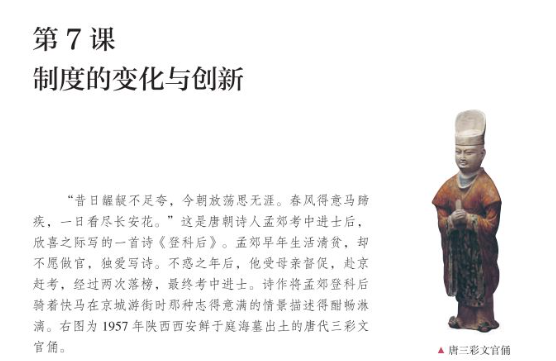 第 7 课
制度的变化与创新
“昔日龌龊不足夸，今朝放荡思无涯。春风得意马蹄
疾，一日看尽长安花。”这是唐朝诗人孟郊考中进士后，
欣喜之际写的一首诗《登科后》。孟郊早年生活清贫，却
不愿做官，独爱写诗。不惑之年后，他受母亲督促，赴京
赶考，经过两次落榜，最终考中进士。诗作将孟郊登科后
骑着快马在京城游街时那种志得意满的情景描述得酣畅淋
漓。右图为 1957 年陕西西安鲜于庭海墓出土的唐代三彩文
官俑。
▲ 唐三彩文官俑